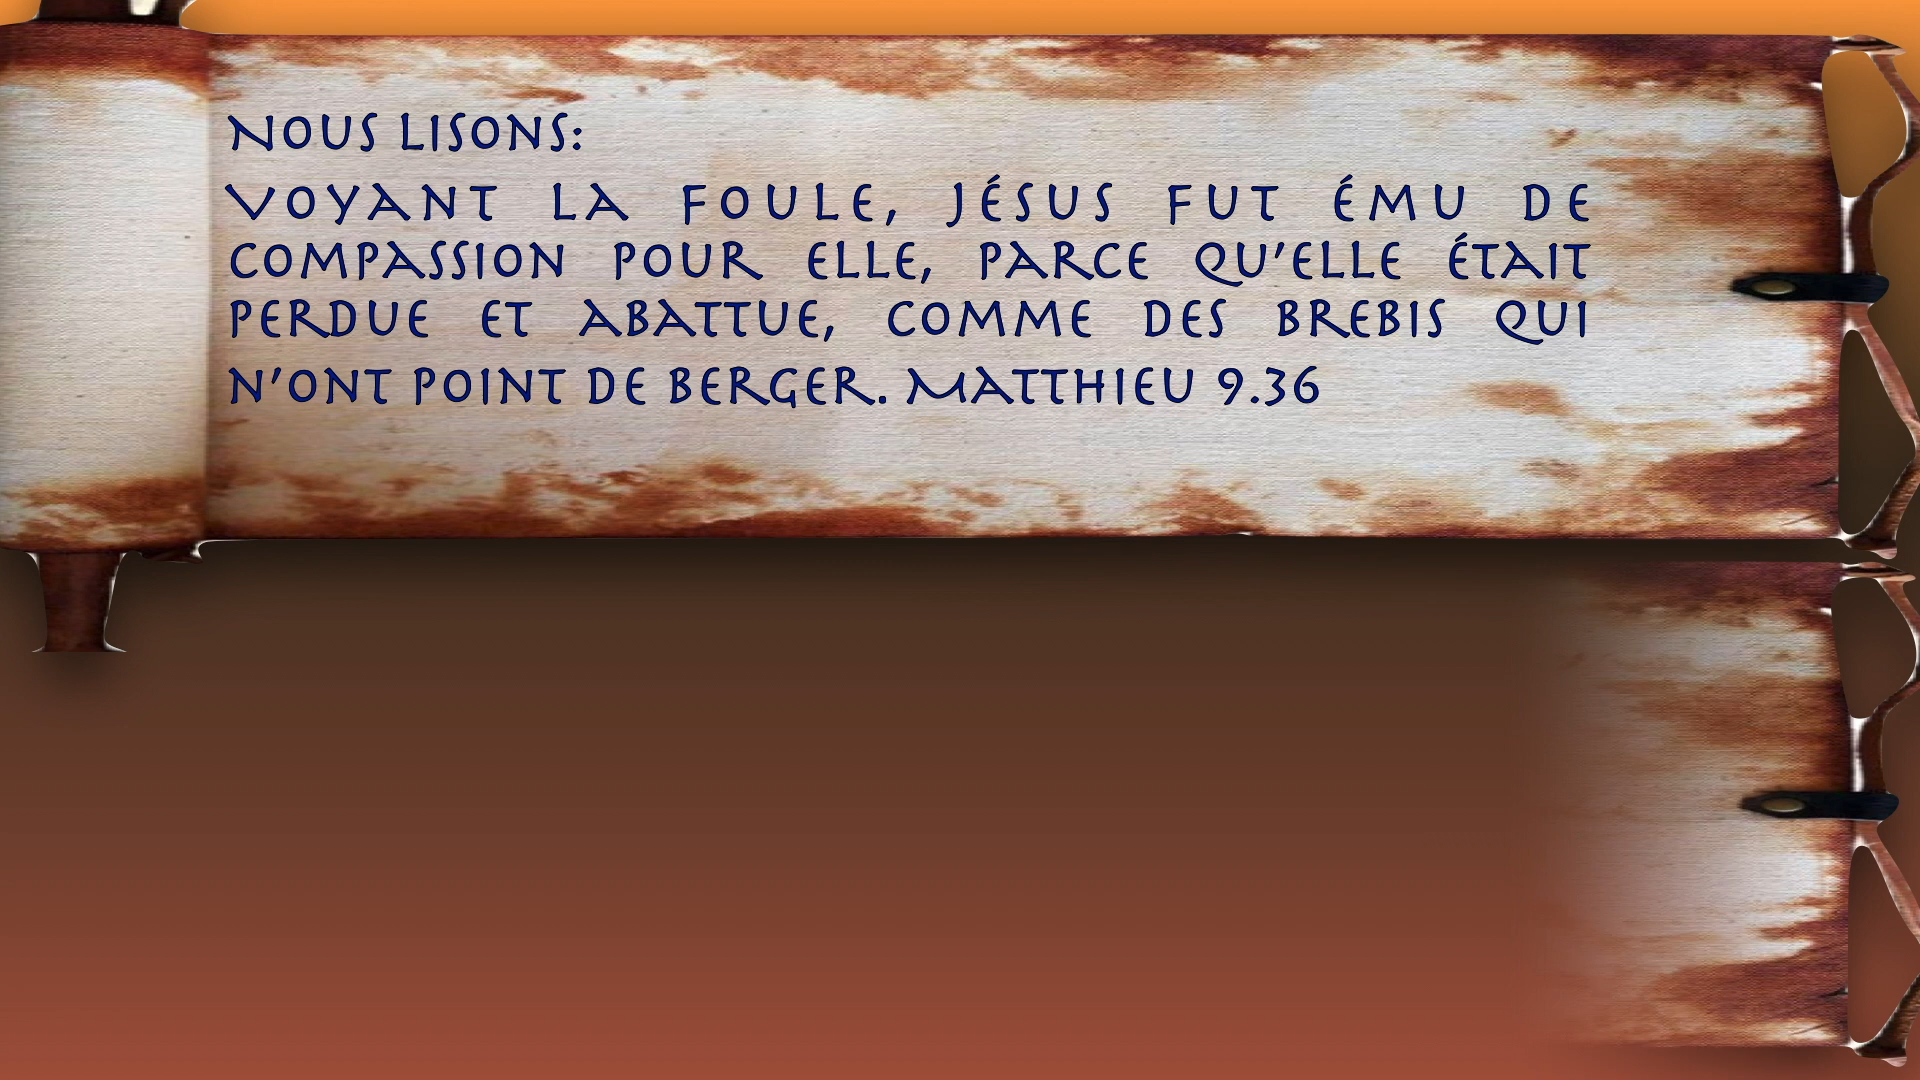 Nous lisons:
Voyant la foule, Jésus fut ému de
compassion pour elle, parce qu’elle était
perdue et abattue, comme des brebis qui
n’ont point de berger. Matthieu 9.36